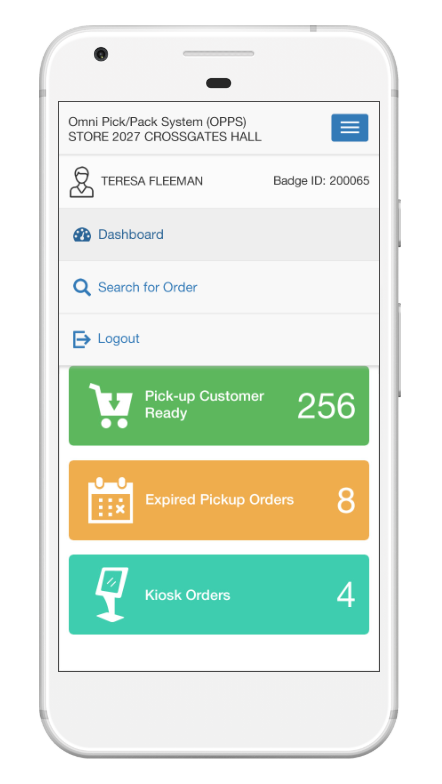 Omni Pick/Pack System (OPPS)
STORE 2027 CROSSGATES HALL
TERESA FLEEMAN Badge ID: 200065
Dashboard
Search for Order
Logout
Pick-up Customer
Ready
256
Expired Pickup Orders 8
Kiosk Orders 4